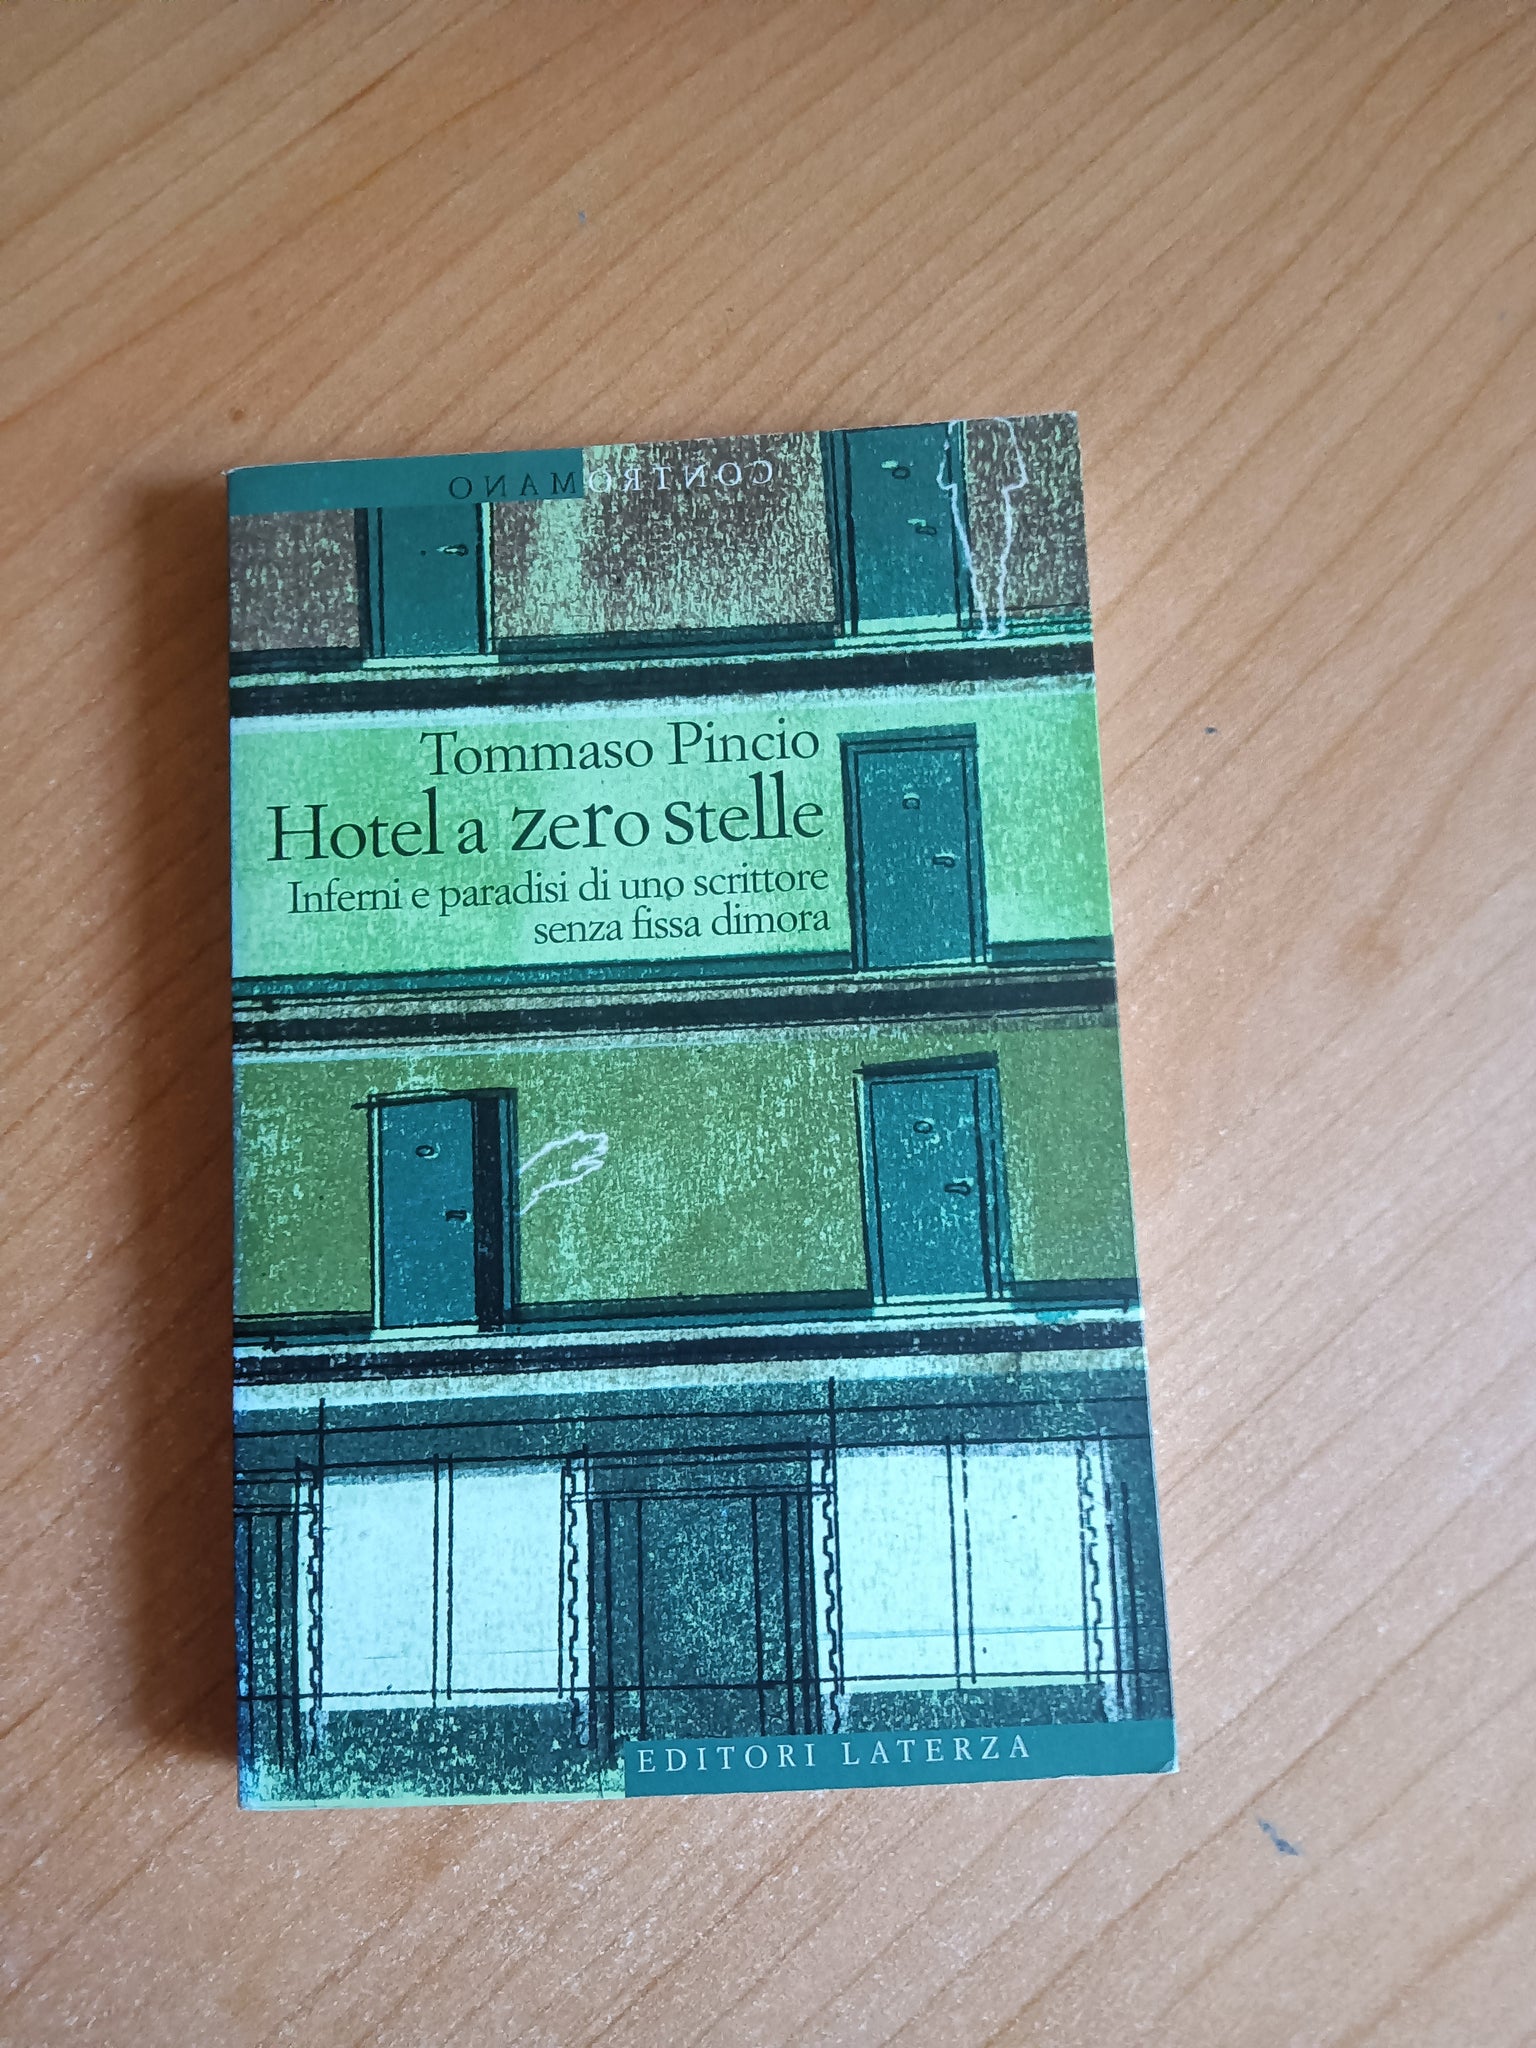 CONTROMANO
Tommaso Pincio
Hotel a zero stelle
Inferni e paradisi di uno scrittore
senza fissa dimora
EDITORI LATERZA